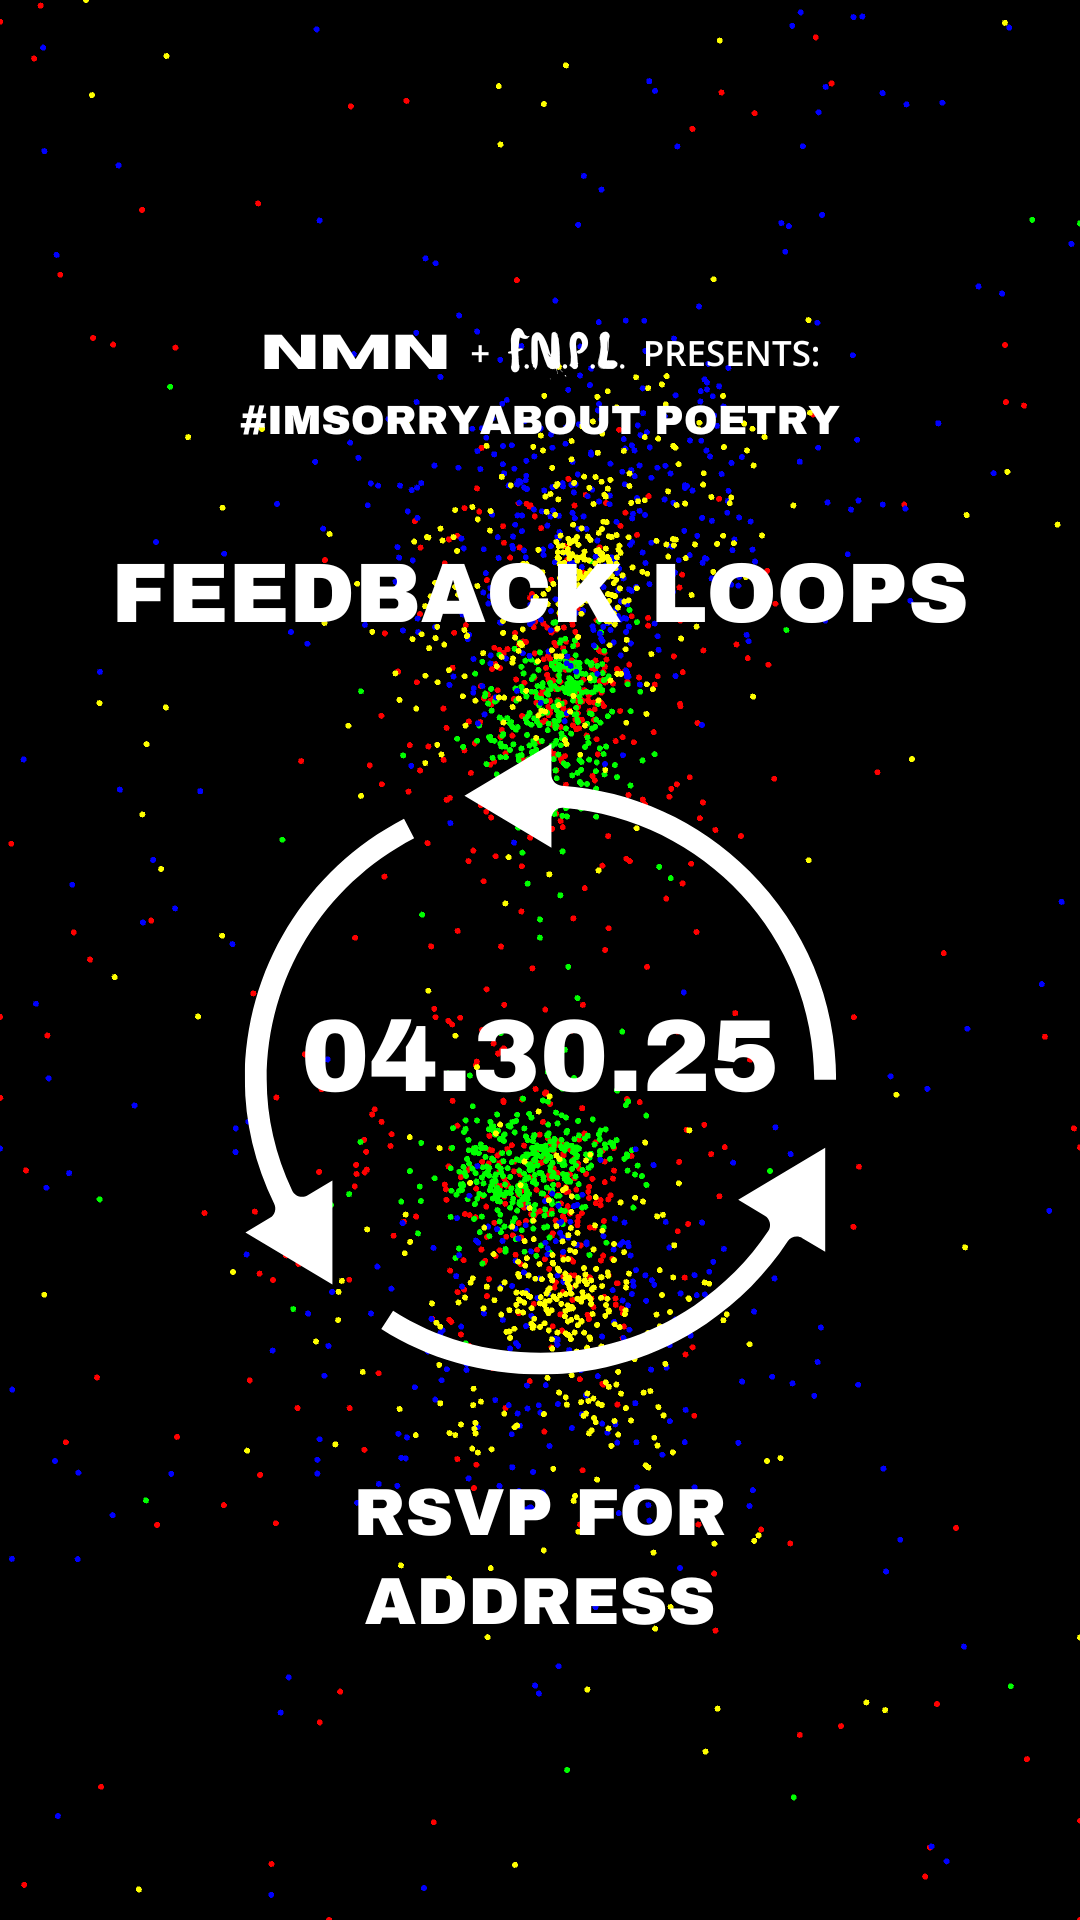 NMN + f.N.P.L. PRESENTS:
#IMSORRYABOUT POETRY
FEEDBACK LOOPS
04.30.25
RSVP FOR
ADDRESS